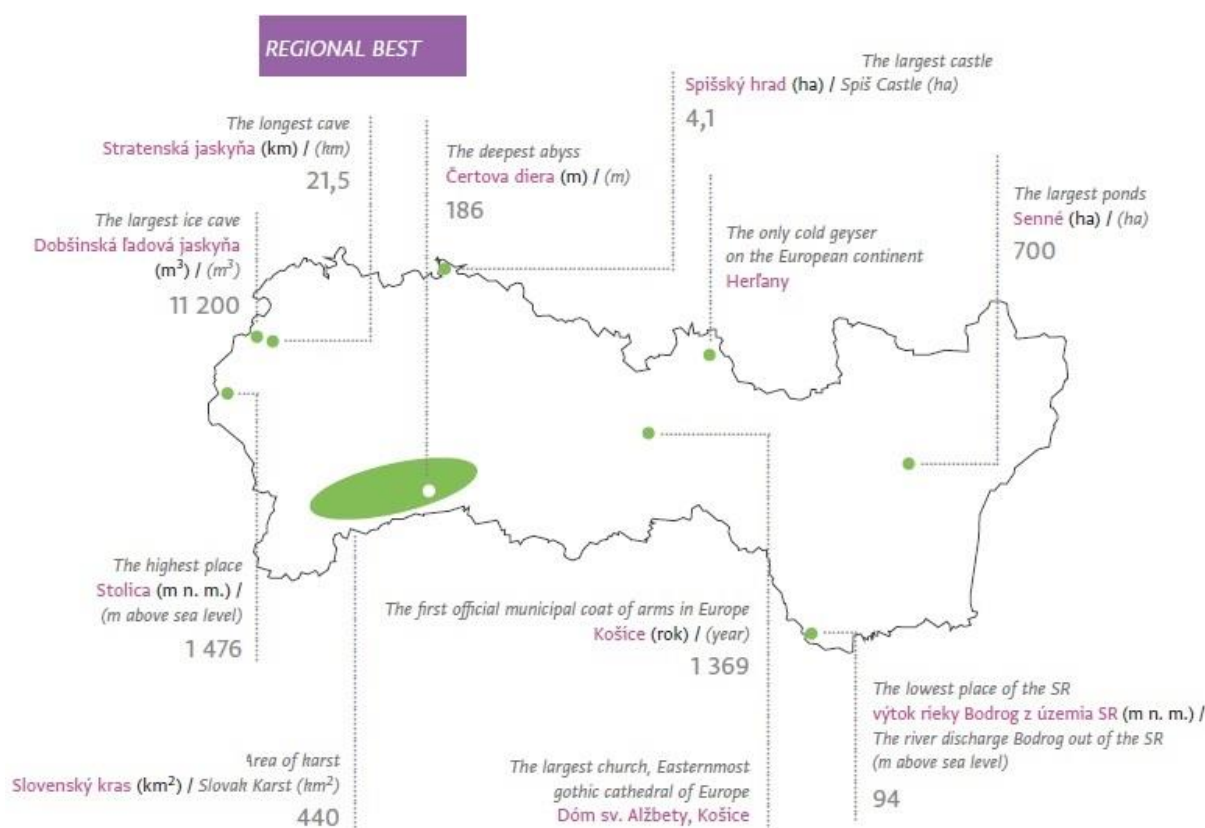 REGIONAL BEST
The largest castle
Spišský hrad (ha) / Spiš Castle (ha)
4,1
The longest cave
Stratenská jaskyňa (km) / (km)
21,5
The deepest abyss
Čertova diera (m) / (m)
186
The largest ponds
Senné (ha) / (ha)
700
The largest ice cave
Dobšinská ľadová jaskyňa
(m³) / (m³)
11 200
The only cold geyser
on the European continent
Herľany
The highest place
Stolica (m n. m.) /
(m above sea level)
1 476
The first official municipal coat of arms in Europe
Košice (rok) / (year)
1 369
The lowest place of the SR
výtok rieky Bodrog z územia SR (m n. m.) /
The river discharge Bodrog out of the SR
(m above sea level)
94
Area of karst
Slovenský kras (km²) / Slovak Karst (km²)
440
The largest church, Easternmost
gothic cathedral of Europe
Dóm sv. Alžbety, Košice